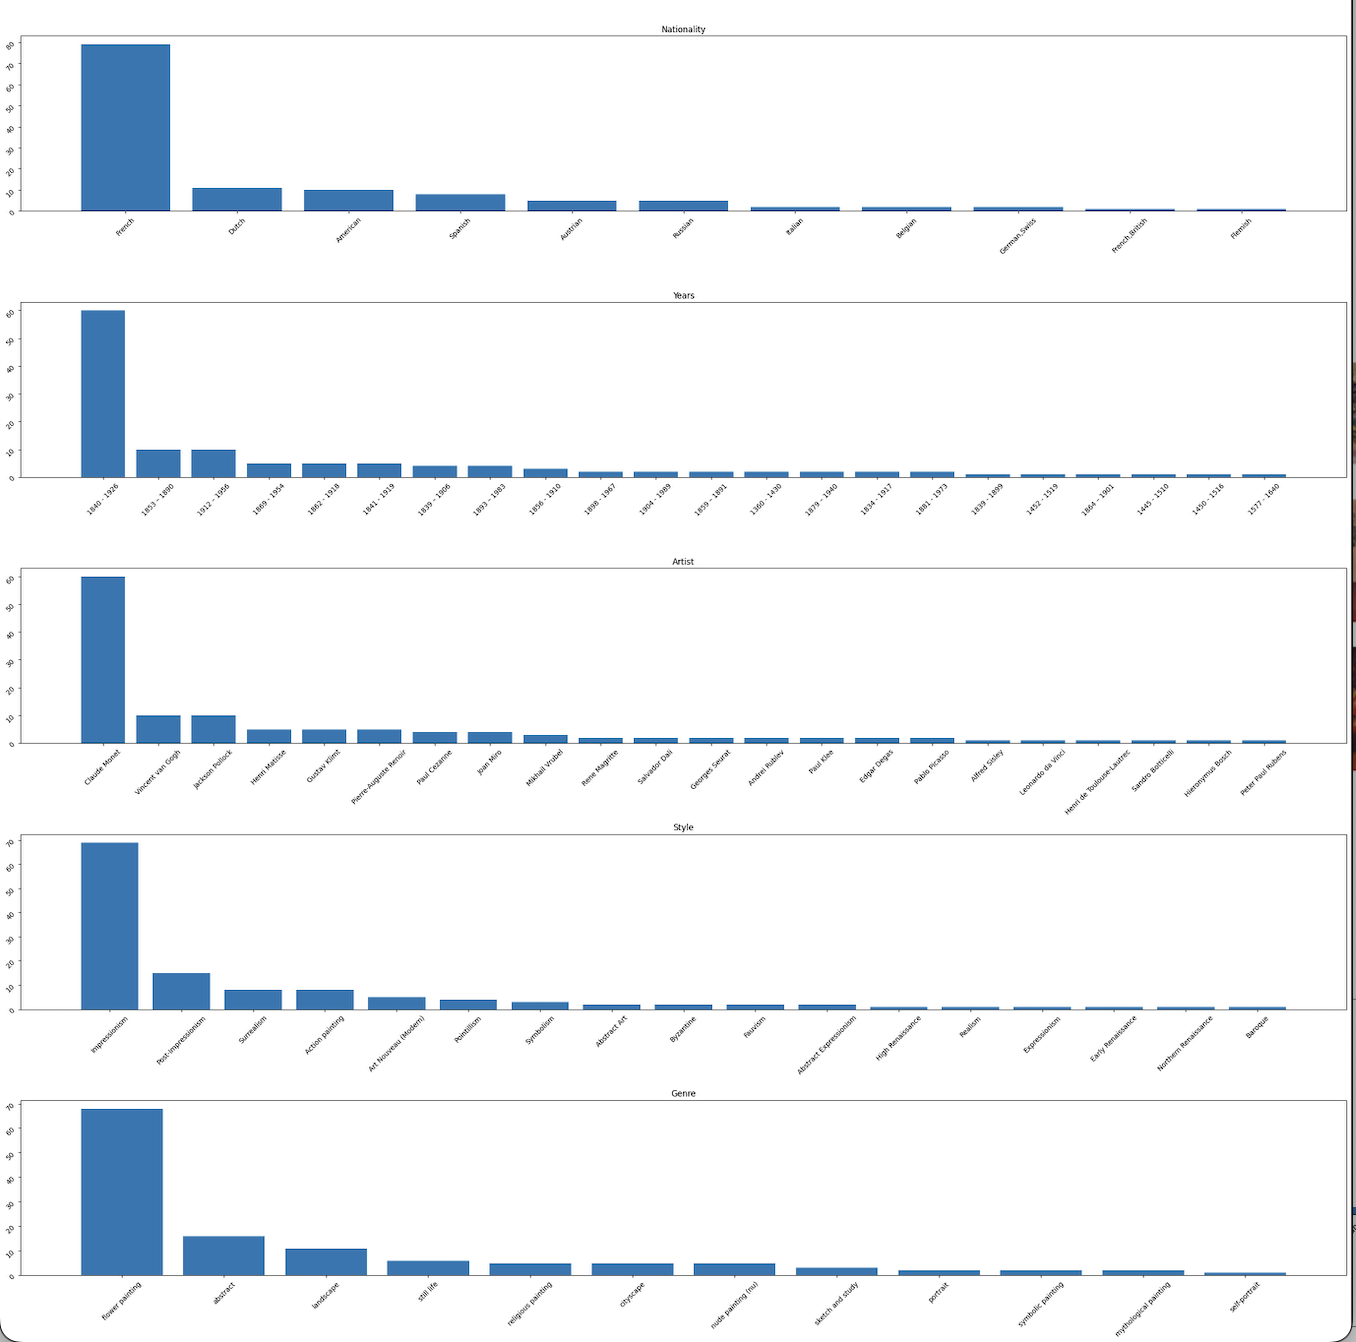 Nationality
80
70
60
50
40
30
20
10
0
French
Dutch
American
Spanish
Austrian
Russian
Italian
Belgian
German,Swiss
French,British
Flemish
Years
60
50
40
30
20
10
0
1840 - 1926
1853 – 1890
1912 – 1956
1869 - 1954
1862 - 1918
1841 - 1919
1839 - 1906
1893 - 1983
1856 - 1910
1898 - 1967
1904 - 1989
1859 - 1891
1360 - 1430
1879 - 1940
1834 - 1917
1881 - 1973
1839 - 1899
1452 - 1519
1864 - 1901
1445 - 1510
1450 - 1516
1577 - 1640
Artist
60
50
40
30
20
10
0
Claude Monet
Vincent van Gogh
Jackson Pollock
Henri Matisse
Gustav Klimt
Pierre-Auguste Renoir
Paul Cezanne
Joan Miro
Mikhail Vrubel
Rene Magritte
Salvador Dali
Georges Seurat
Andrei Rublev
Paul Klee
Edgar Degas
Pablo Picasso
Alfred Sisley
Leonardo da Vinci
Henri de Toulouse-Lautrec
Sandro Botticelli
Hieronymus Bosch
Peter Paul Rubens
Style
70
60
50
40
30
20
10
0
Impressionism
Post-Impressionism
Surrealism
Action painting
Art Nouveau (Modern)
Pointillism
Symbolism
Abstract Art
Byzantine
Fauvism
Abstract Expressionism
High Renaissance
Realism
Expressionism
Early Renaissance
Northern Renaissance
Baroque
Genre
70
60
50
40
30
20
10
0
flower painting
abstract
landscape
still life
religious painting
cityscape
nude painting (nu)
sketch and study
portrait
symbolic painting
mythological painting
self-portrait